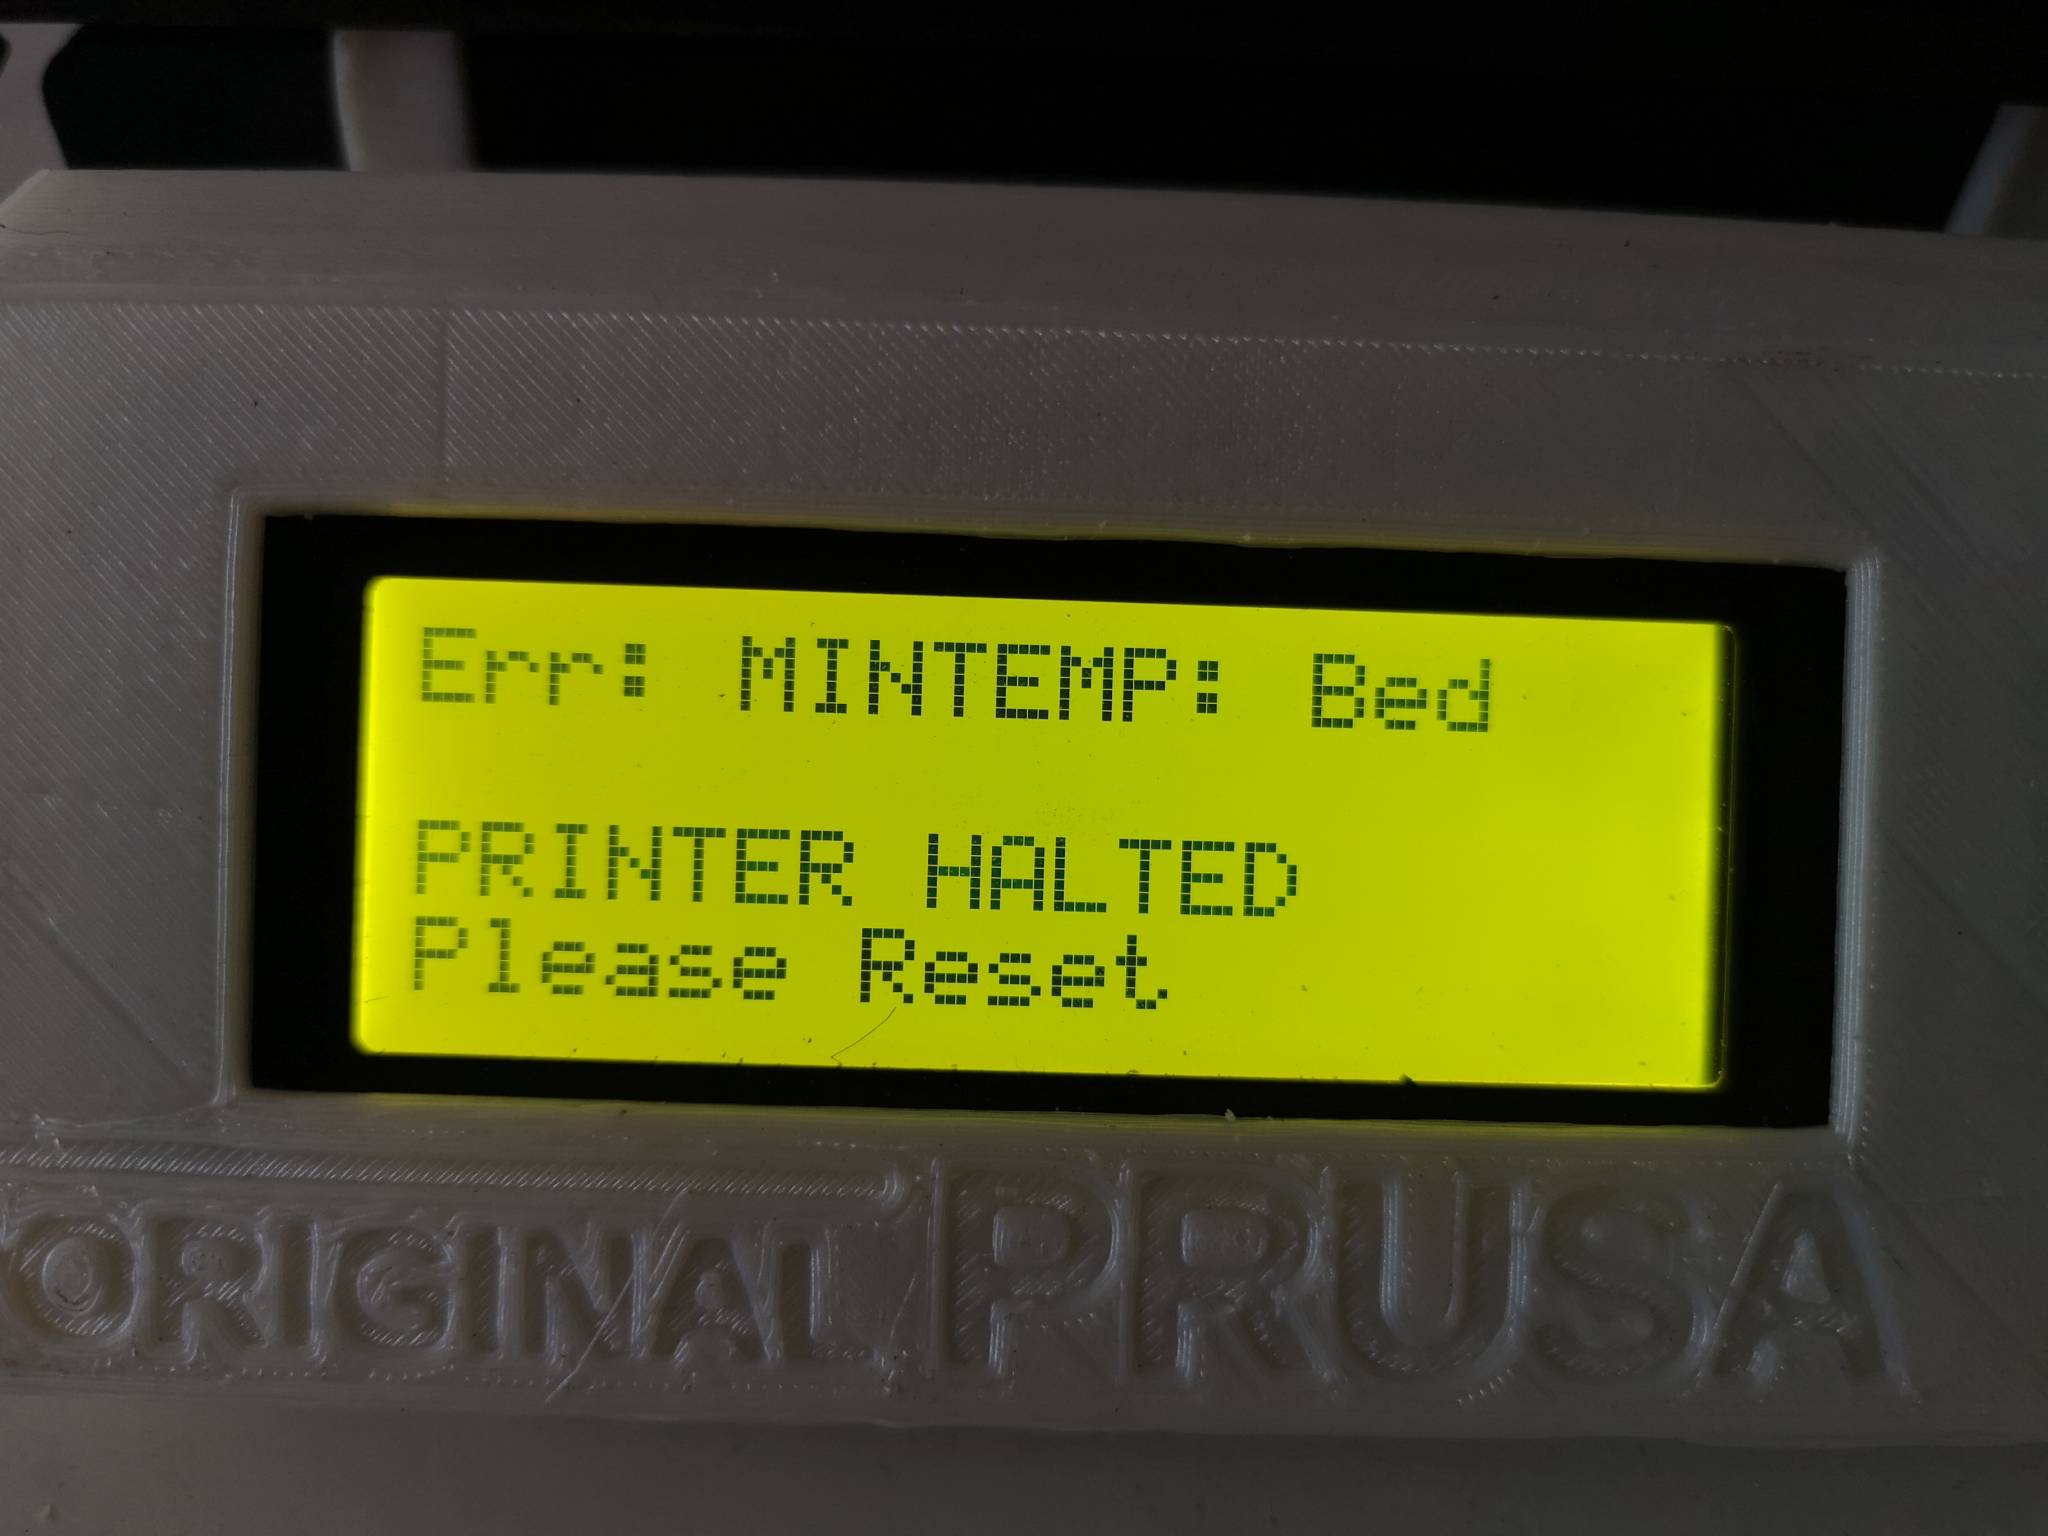 Err: MINTEMP: Bed
PRINTER HALTED
Please Reset
ORIGINAL PRUSA